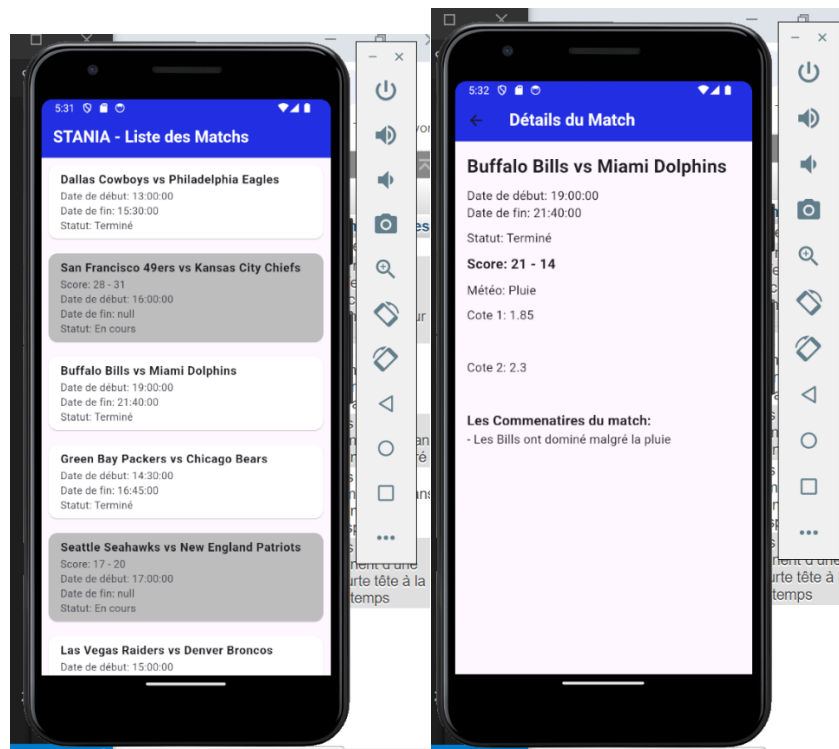 5:31
STANIA - Liste des Matchs
Dallas Cowboys vs Philadelphia Eagles
Date de début: 13:00:00
Date de fin: 15:30:00
Statut: Terminé
San Francisco 49ers vs Kansas City Chiefs
Score: 28 - 31
Date de début: 16:00:00
Date de fin: null
Statut: En cours
Buffalo Bills vs Miami Dolphins
Date de début: 19:00:00
Date de fin: 21:40:00
Statut: Terminé
Green Bay Packers vs Chicago Bears
Date de début: 14:30:00
Date de fin: 16:45:00
Statut: Terminé
Seattle Seahawks vs New England Patriots
Score: 17 - 20
Date de début: 17:00:00
Date de fin: null
Statut: En cours
Las Vegas Raiders vs Denver Broncos
Date de début: 15:00:00
tête à la
temps
5:32
Détails du Match
Buffalo Bills vs Miami Dolphins
Date de début: 19:00:00
Date de fin: 21:40:00
Statut: Terminé
Score: 21 - 14
Météo: Pluie
Cote 1: 1.85
Cote 2: 2.3
Les Commenatires du match:
- Les Bills ont dominé malgré la pluie
tête à
temps